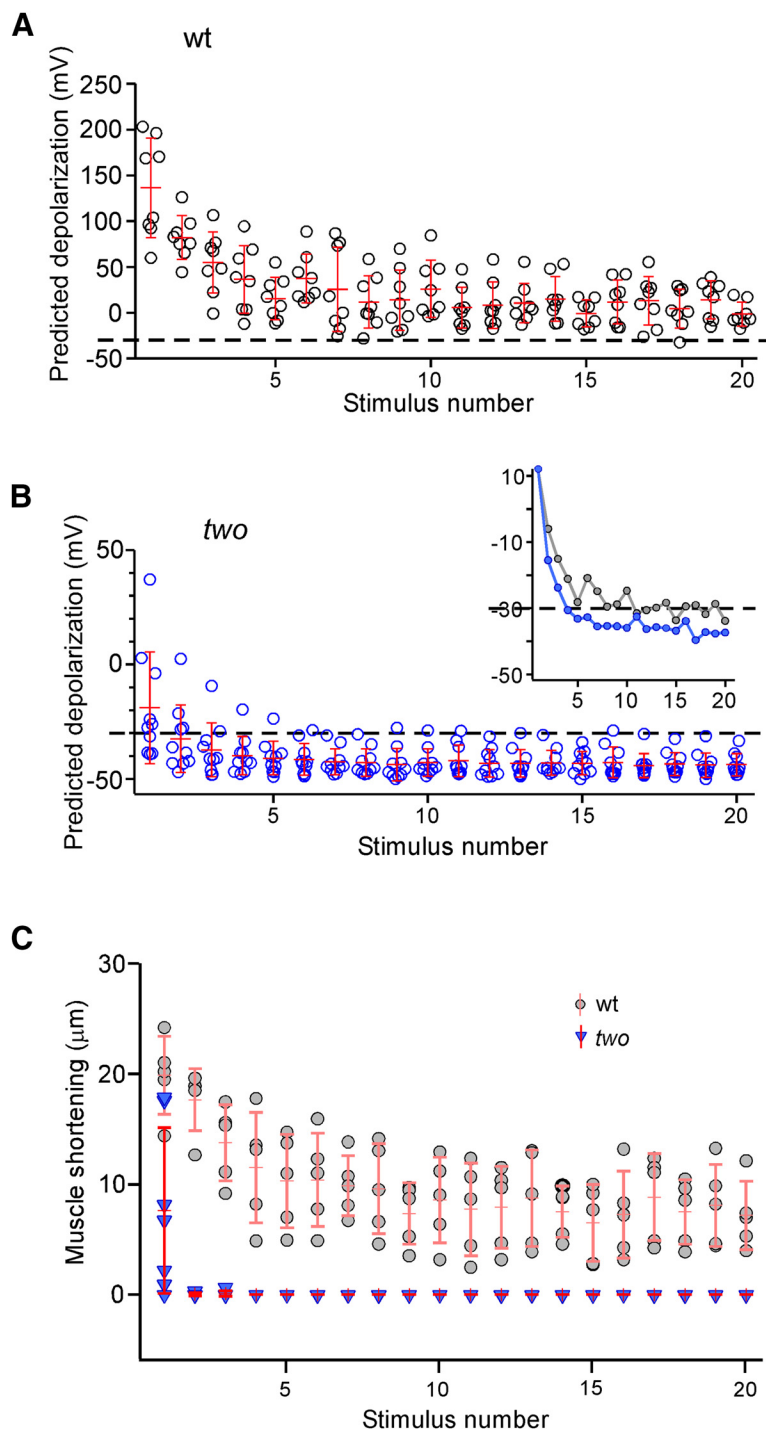 A
wt
Predicted depolarization (mV)
250
200
150
100
50
0
-50
5
10
15
20
Stimulus number
B
two
Predicted depolarization (mV)
50
0
-50
5
10
15
20
Stimulus number
10
-10
-30
-50
5
10
15
20
C
Muscle shortening (μm)
30
20
10
0
wt
two
5
10
15
20
Stimulus number